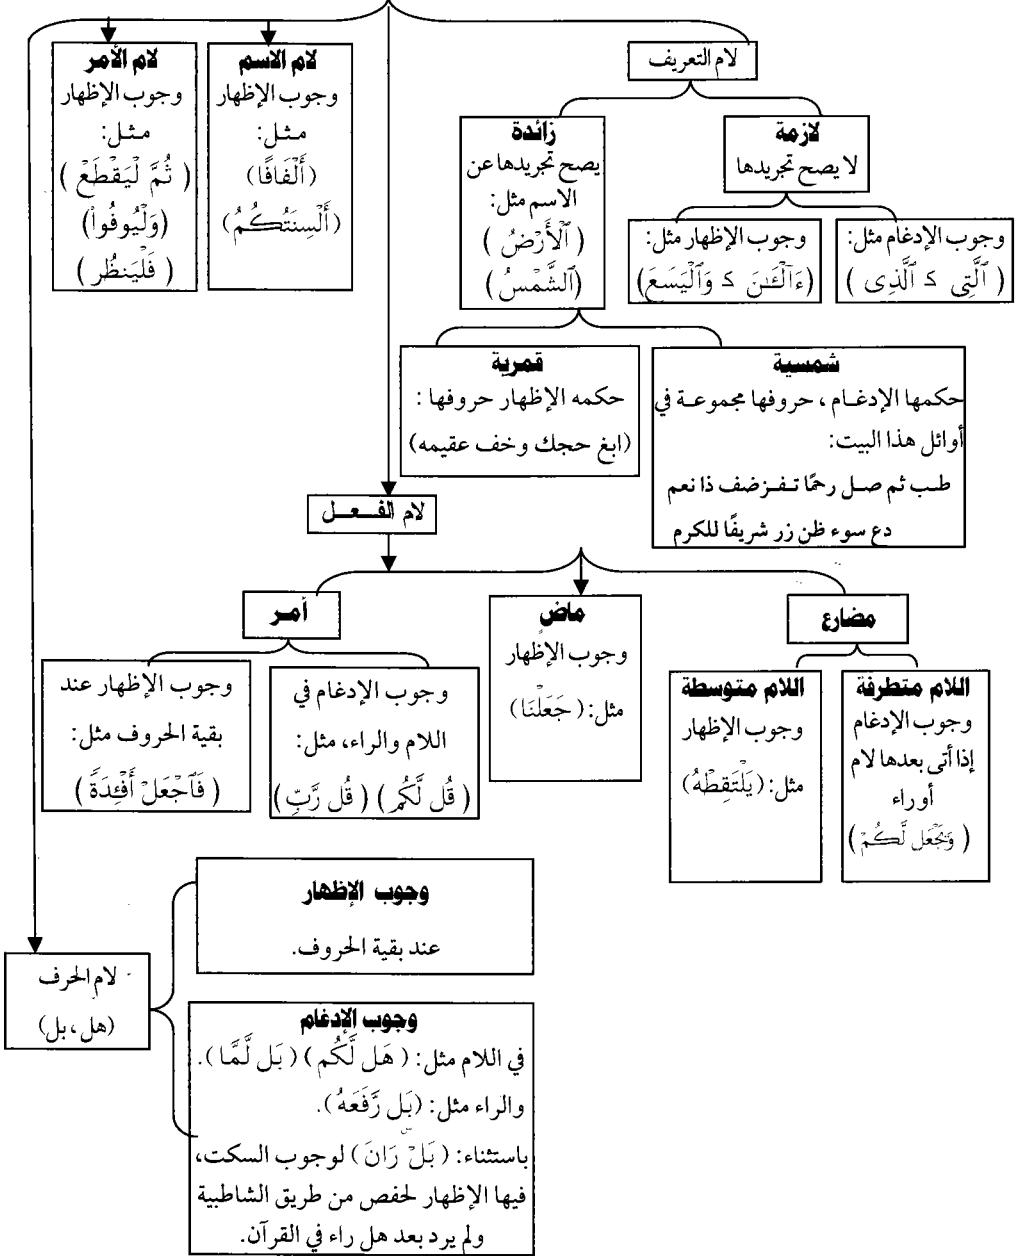 لام التعريف
لازمة
لا يصح تجريدها
وجوب الإدغام مثل:
( ٱلَّتِى ، ٱلَّذِى )
وجوب الإظهار مثل:
(ءَآلْـَٰٔنَ ، وَٱلْيَسَعَ)
زائدة
يصح تجريدها عن
الاسم مثل:
( ٱلْأَرْضُ )
(ٱلشَّمْسُ)
شمسية
حكمها الإدغام ، حروفها مجموعة في
أوائل هذا البيت:
طب ثم صل رحمًا تفز ضف ذا نعم
دع سوء ظن زر شريفًا للكرم
قمرية
حكمه الإظهار حروفها :
(ابغ حجك وخف عقيمه)
لام الاسم
وجوب الإظهار
مثل:
(أَلْفَافًا)
(أَلْسِنَتُكُمُ)
لام الأمر
وجوب الإظهار
مثل:
( ثُمَّ لْيَقْطَعْ )
(وَلْيُوفُوا۟)
( فَلْيَنظُرْ )
لام الفعل
مضارع
اللام متطرفة
وجوب الإدغام
إذا أتى بعدها لام
أو راء
( وَيَجْعَل لَّكُمْ )
اللام متوسطة
وجوب الإظهار
مثل: (يَلْتَقِطْهُ)
ماض
وجوب الإظهار
مثل: (جَعَلْنَا)
أمر
وجوب الإدغام في
اللام والراء، مثل:
( قُل لَّكُم) (قُل رَّبِّ)
وجوب الإظهار عند
بقية الحروف مثل:
( فَٱجْعَلْ أَفْـِٔدَةً )
لام الحرف
(هل، بل)
وجوب الإظهار
عند بقية الحروف.
وجوب الإدغام
في اللام مثل: ( هَل لَّكُم ) ( بَل لَّمَّا ).
والراء مثل: (بَل رَّفَعَهُ).
باستثناء: ( بَلْ ۜ رَانَ ) لوجوب السكت،
فيها الإظهار لحفص من طريق الشاطبية
ولم يرد بعد هل راء في القرآن.